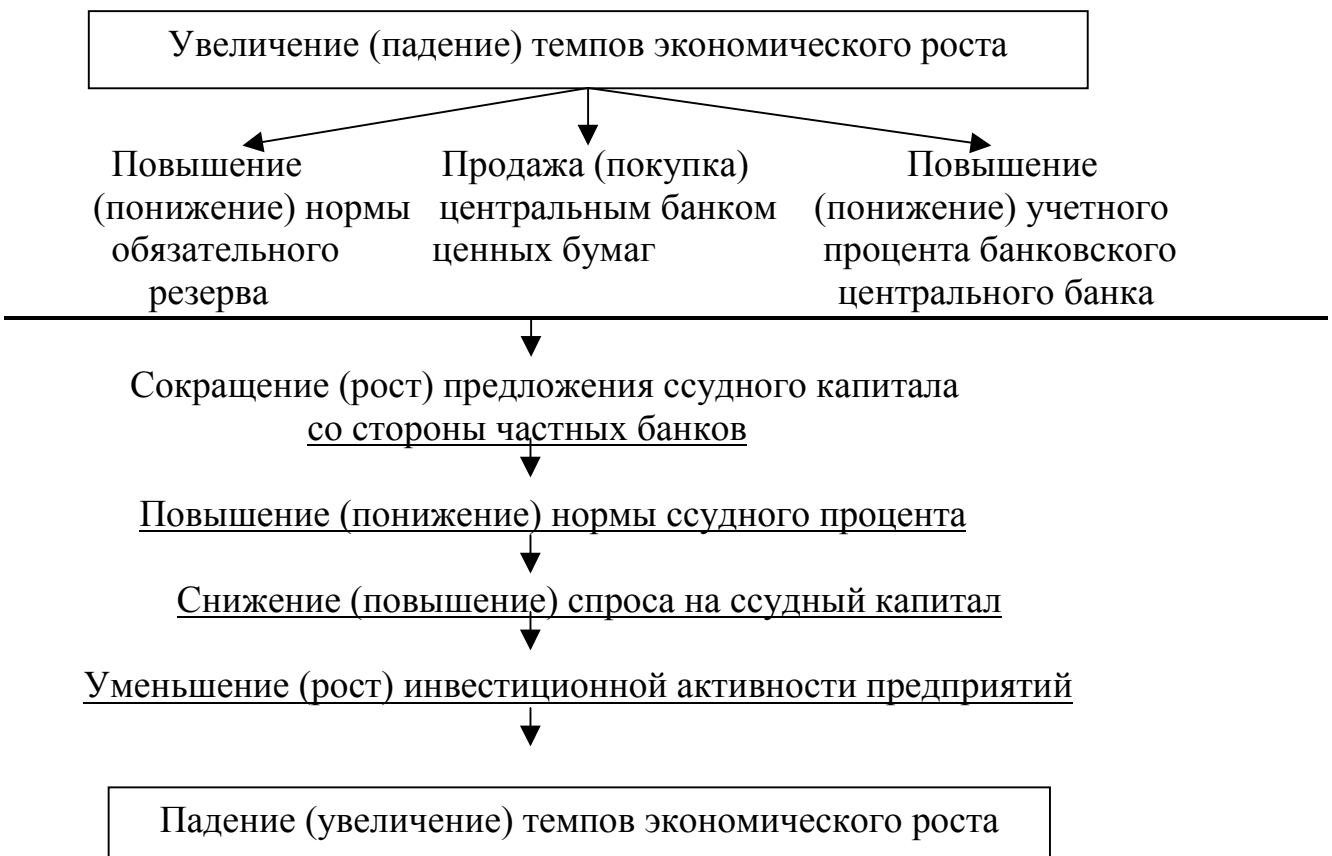 Увеличение (падение) темпов экономического роста
Повышение
(понижение) нормы
обязательного
резерва
Продажа (покупка)
центральным банком
ценных бумаг
Повышение
(понижение) учетного
процента банковского
центрального банка
Сокращение (рост) предложения ссудного капитала
со стороны частных банков
Повышение (понижение) нормы ссудного процента
Снижение (повышение) спроса на ссудный капитал
Уменьшение (рост) инвестиционной активности предприятий
Падение (увеличение) темпов экономического роста